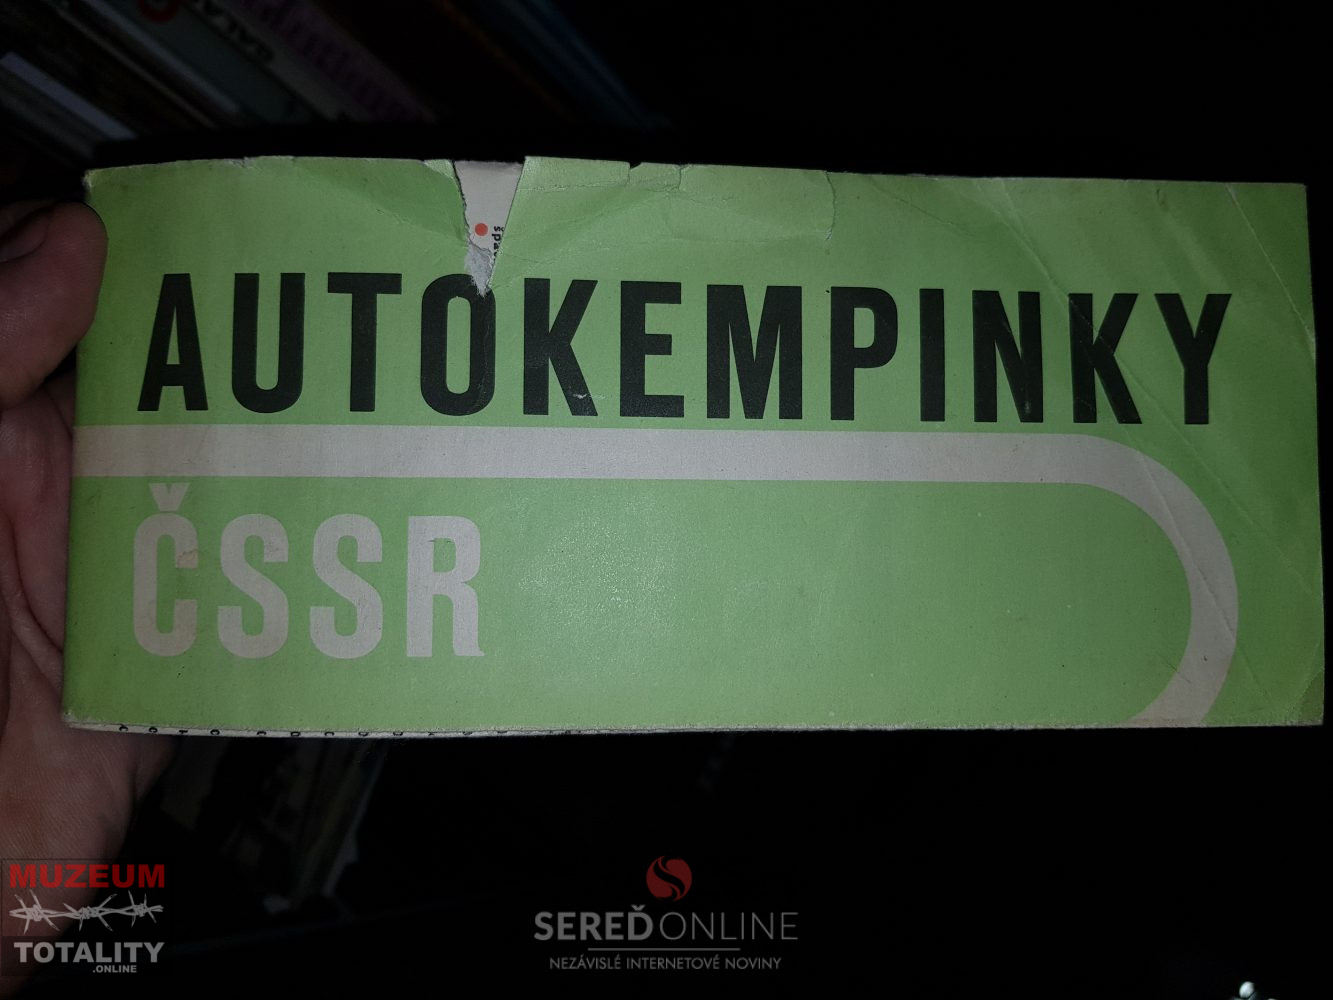 AUTOKEMPINKY
ČSSR
MUZEUM
TOTALITY
.ONLINE
SEREĎONLINE
NEZÁVISLÉ INTERNETOVÉ NOVINY